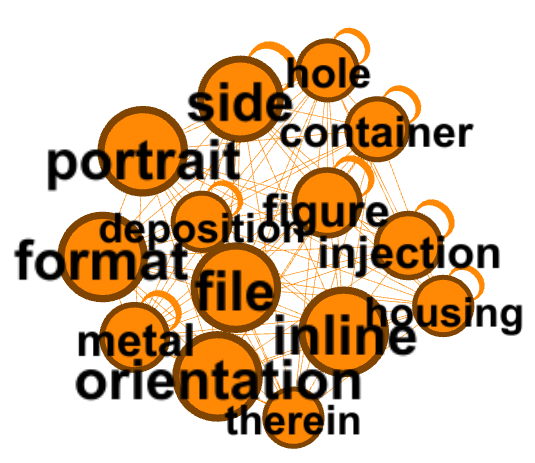 hole
side
container
portrait
figure
deposition
injection
format
file
housing
inline
metal
orientation
therein